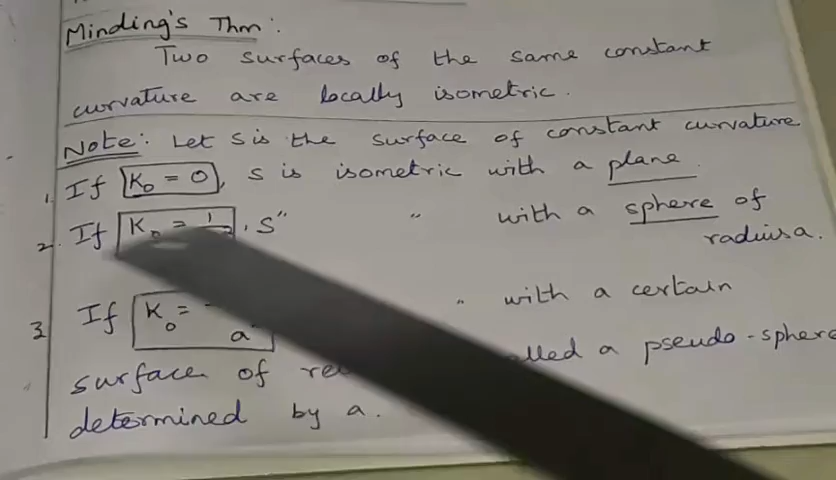 Minding's Thm:
Two surfaces of the same constant
curvature are locally isometric.
Note: Let S is the surface of constant curvature
1. If K₀ = 0, S is isometric with a plane.
2. If K₀ = 1, S " " with a sphere of
radius a.
3 If K₀ = a " with a certain
surface of called a pseudo-sphere
determined by a.